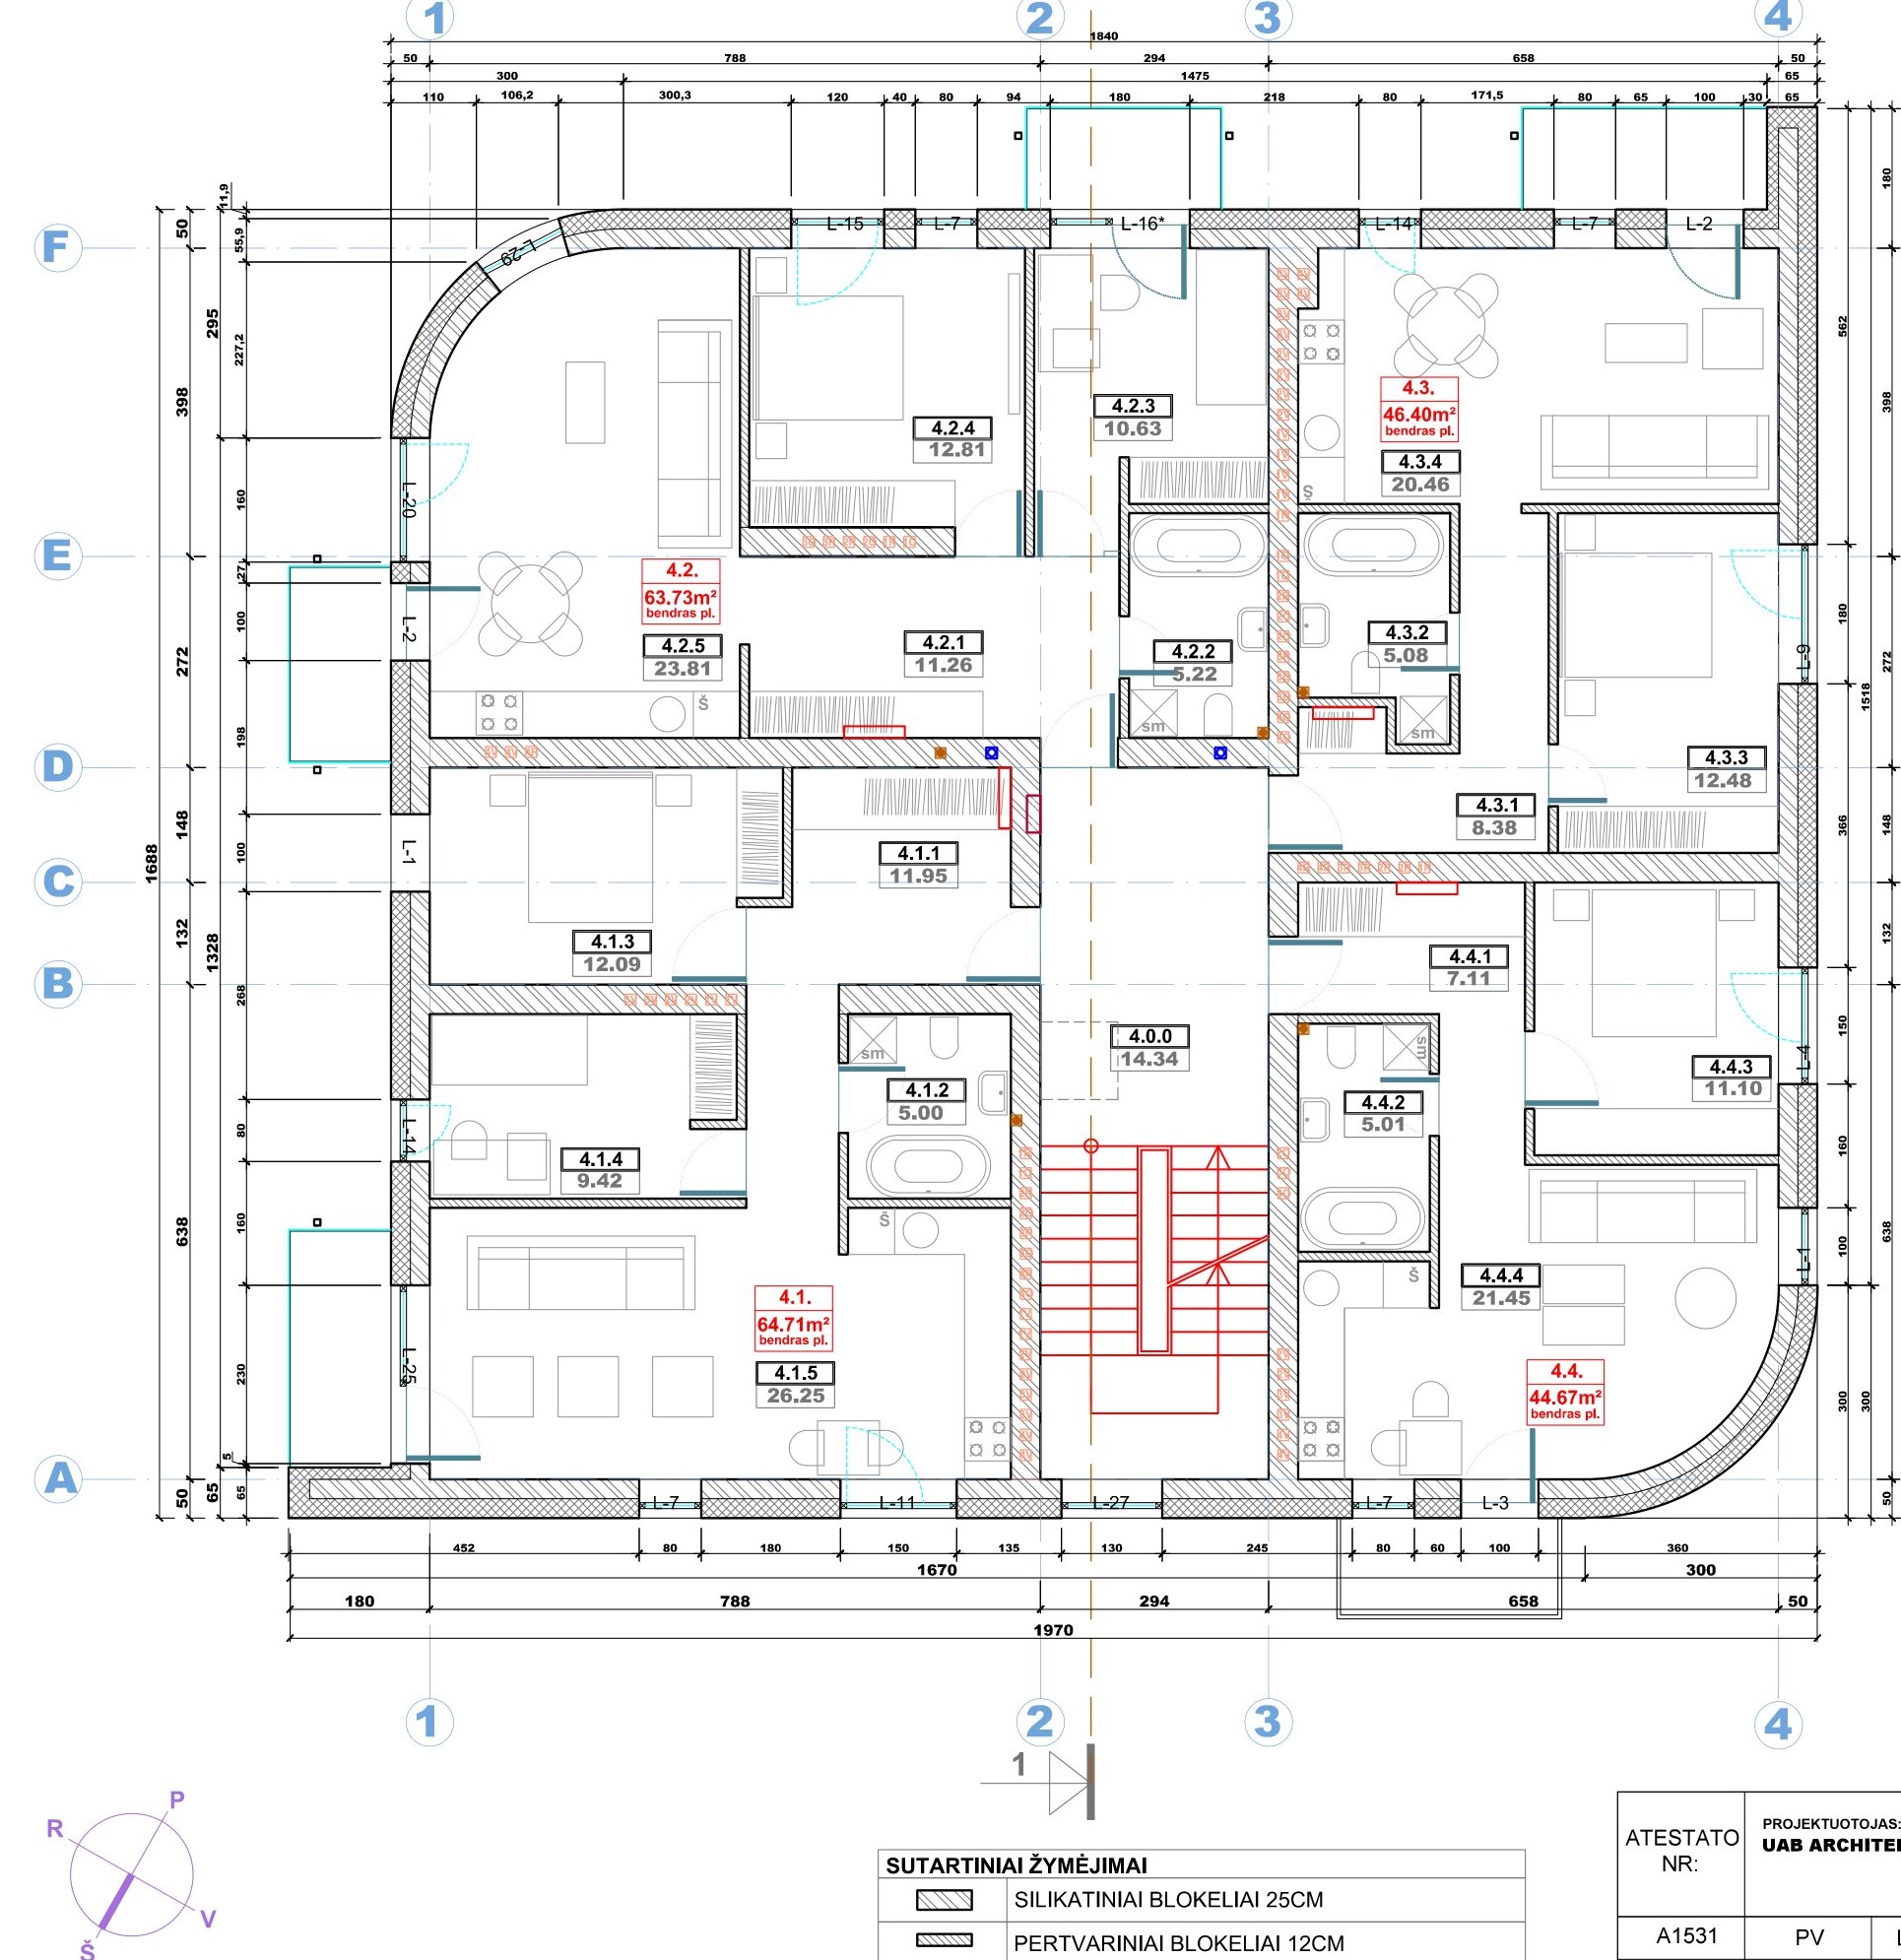 1 2 3 4
1840
50 788 294 658 50
300 1475 65
110 106,2 300,3 120 40 80 94 180 218 80 171,5 80 65 100 30 65
L-15 L-7 L-16* L-14 L-7 L-2
L-29
F
E
D
C
B
A
1688
50 398 272 148 132 638 50
295 1328 65
11,9 55,9 227,2 160 27 100 198 100 268 80 160 230 5 65
L-20
L-2
L-1
L-14
L-25
4.2.4
12.81
4.2.3
10.63
4.3.
46.40m²
bendras pl.
4.3.4
20.46
Š
4.2.
63.73m²
bendras pl.
4.2.5
23.81
Š
4.2.1
11.26
4.2.2
5.22
sm
4.3.2
5.08
sm
4.3.3
12.48
4.3.1
8.38
4.1.1
11.95
4.1.3
12.09
4.4.1
7.11
4.0.0
14.34
4.4.3
11.10
sm
4.1.2
5.00
sm
4.4.2
5.01
4.1.4
9.42
Š
Š
4.4.4
21.45
4.1.
64.71m²
bendras pl.
4.1.5
26.25
4.4.
44.67m²
bendras pl.
L-9
L-4
L-1
180 562 180 366 150 160 100 300
1518 300
398 272 148 132 638 50
L-7 L-11 L-27 L-7 L-3
452 80 180 150 135 130 245 80 60 100 360
1670 300
180 788 294 658 50
1970
1 2 3 4
1
P
R
V
Š
SUTARTINIAI ŽYMĖJIMAI
SILIKATINIAI BLOKELIAI 25CM
PERTVARINIAI BLOKELIAI 12CM
ATESTATO
NR:
PROJEKTUOTOJAS:
UAB ARCHITE
A1531 PV